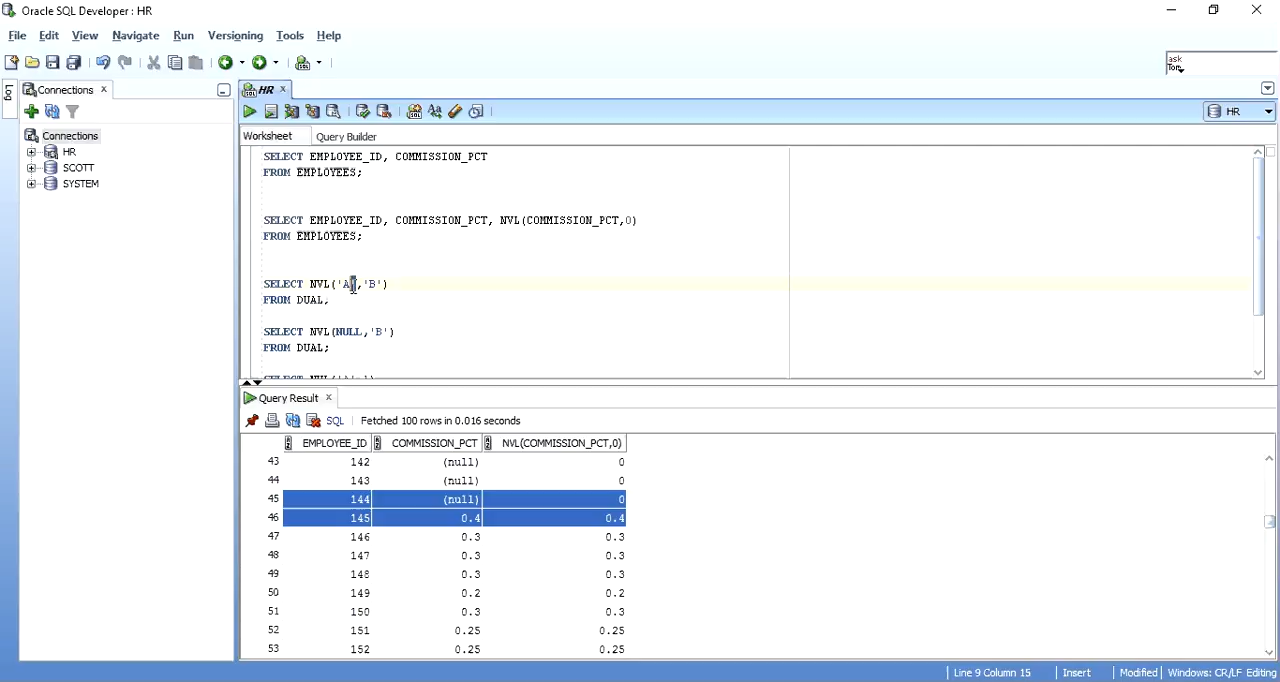 Oracle SQL Developer : HR
File Edit View Navigate Run Versioning Tools Help
ask
Tom
Log
Connections
HR
HR
Worksheet Query Builder
Connections
HR
SCOTT
SYSTEM
SELECT EMPLOYEE_ID, COMMISSION_PCT
FROM EMPLOYEES;
SELECT EMPLOYEE_ID, COMMISSION_PCT, NVL(COMMISSION_PCT,0)
FROM EMPLOYEES;
SELECT NVL('A','B')
FROM DUAL;
SELECT NVL(NULL,'B')
FROM DUAL;
Query Result
SQL | Fetched 100 rows in 0.016 seconds
EMPLOYEE_ID COMMISSION_PCT NVL(COMMISSION_PCT,0)
43 142 (null) 0
44 143 (null) 0
45 144 (null) 0
46 145 0.4 0.4
47 146 0.3 0.3
48 147 0.3 0.3
49 148 0.3 0.3
50 149 0.2 0.2
51 150 0.3 0.3
52 151 0.25 0.25
53 152 0.25 0.25
Line 9 Column 15 | Insert | Modified | Windows: CR/LF Editing